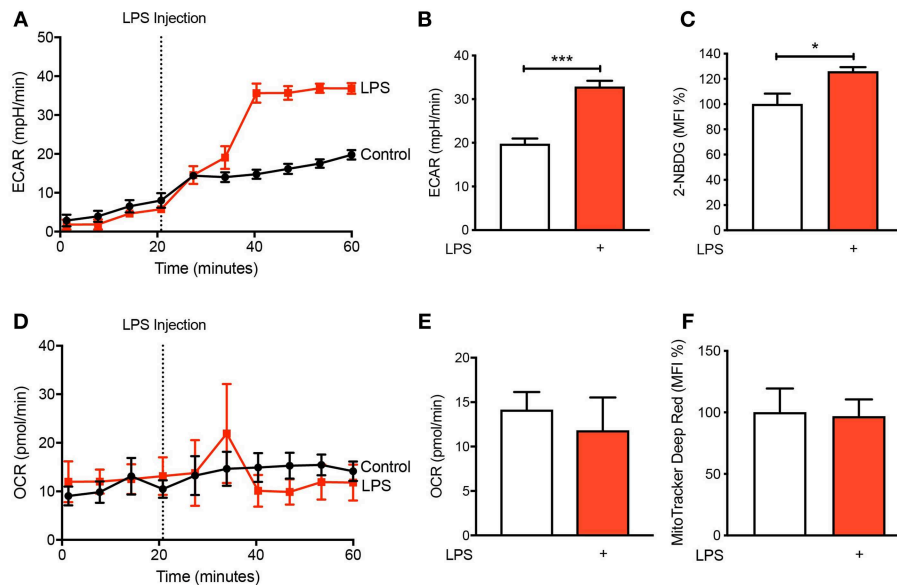 A
LPS Injection
ECAR (mpH/min)
50
40
30
20
10
0
LPS
Control
0 20 40 60
Time (minutes)
B
ECAR (mpH/min)
40
30
20
10
0
***
LPS +
C
2-NBDG (MFI %)
140
120
100
80
60
40
20
0
*
LPS +
D
LPS Injection
OCR (pmol/min)
40
30
20
10
0
Control
LPS
0 20 40 60
Time (minutes)
E
OCR (pmol/min)
20
15
10
5
0
LPS +
F
MitoTracker Deep Red (MFI %)
150
100
50
0
LPS +